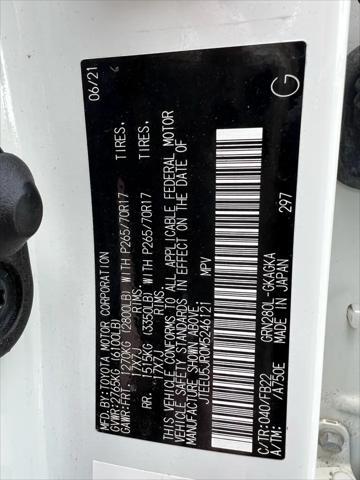 MFD BY: TOYOTA MOTOR CORPORATION 06/21
GVWR: 2765KG (6100LB)
GAWR: FRT. 1270KG (2800LB) WITH P265/70R17 TIRES,
17X7J RIMS,
RR. 1515KG (3350LB) WITH P265/70R17 TIRES,
17X7J RIMS,
THIS VEHICLE CONFORMS TO ALL APPLICABLE FEDERAL MOTOR
VEHICLE SAFETY STANDARDS IN EFFECT ON THE DATE OF
MANUFACTURE SHOWN ABOVE.
JTEEU5JR0M5246121 MPV
C/TR: 040/FB22 GRN280L-GKAGKA 297 G
A/TM: /A750E MADE IN JAPAN